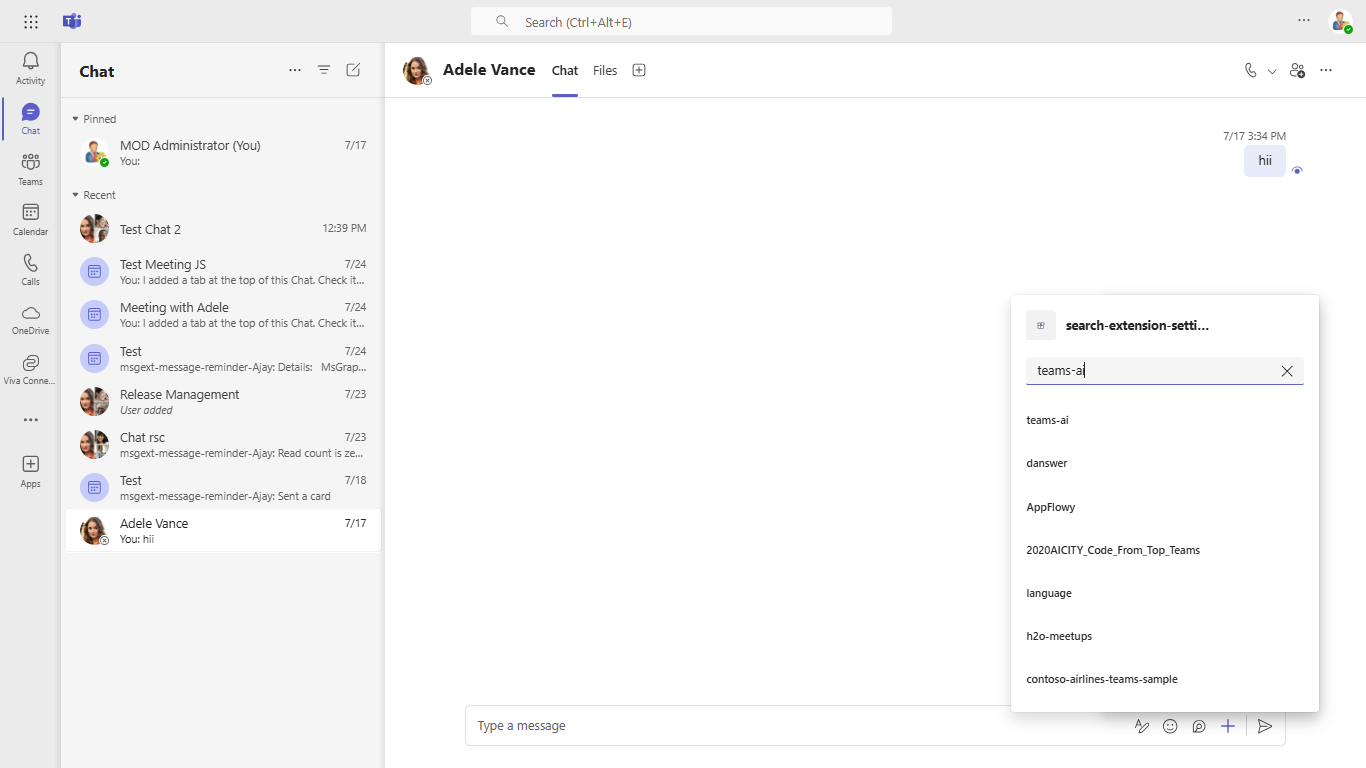 Search (Ctrl+Alt+E)
Activity
Chat
Teams
Calendar
Calls
OneDrive
Viva Conne...
Apps
Chat
Pinned
MOD Administrator (You) 7/17
You:
Recent
Test Chat 2 12:39 PM
Test Meeting JS 7/24
You: I added a tab at the top of this Chat. Check it...
Meeting with Adele 7/24
You: I added a tab at the top of this Chat. Check it...
Test 7/24
msgext-message-reminder-Ajay: Details: MsGrap...
Release Management 7/23
User added
Chat rsc 7/23
msgext-message-reminder-Ajay: Read count is ze...
Test 7/18
msgext-message-reminder-Ajay: Sent a card
Adele Vance 7/17
You: hii
Adele Vance Chat Files
7/17 3:34 PM
hii
search-extension-setti...
teams-ai
teams-ai
danswer
AppFlowy
2020AICITY_Code_From_Top_Teams
language
h2o-meetups
contoso-airlines-teams-sample
Type a message